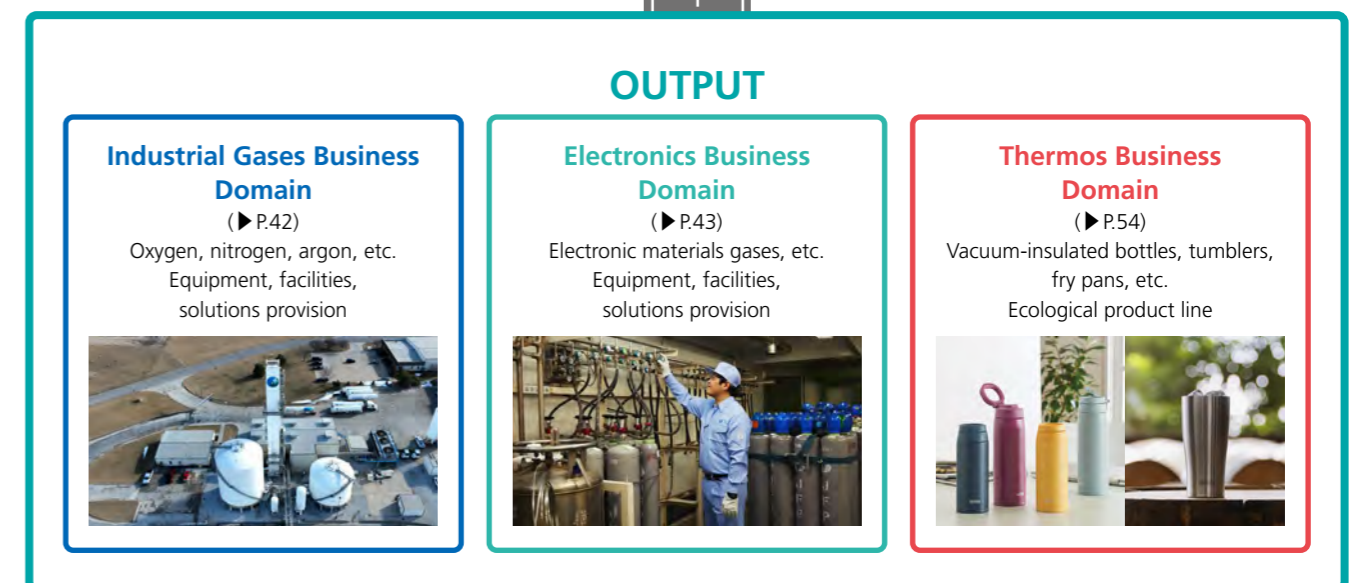 OUTPUT
Industrial Gases Business
Domain
(▶P.42)
Oxygen, nitrogen, argon, etc.
Equipment, facilities,
solutions provision
Electronics Business
Domain
(▶P.43)
Electronic materials gases, etc.
Equipment, facilities,
solutions provision
Thermos Business
Domain
(▶P.54)
Vacuum-insulated bottles, tumblers,
fry pans, etc.
Ecological product line